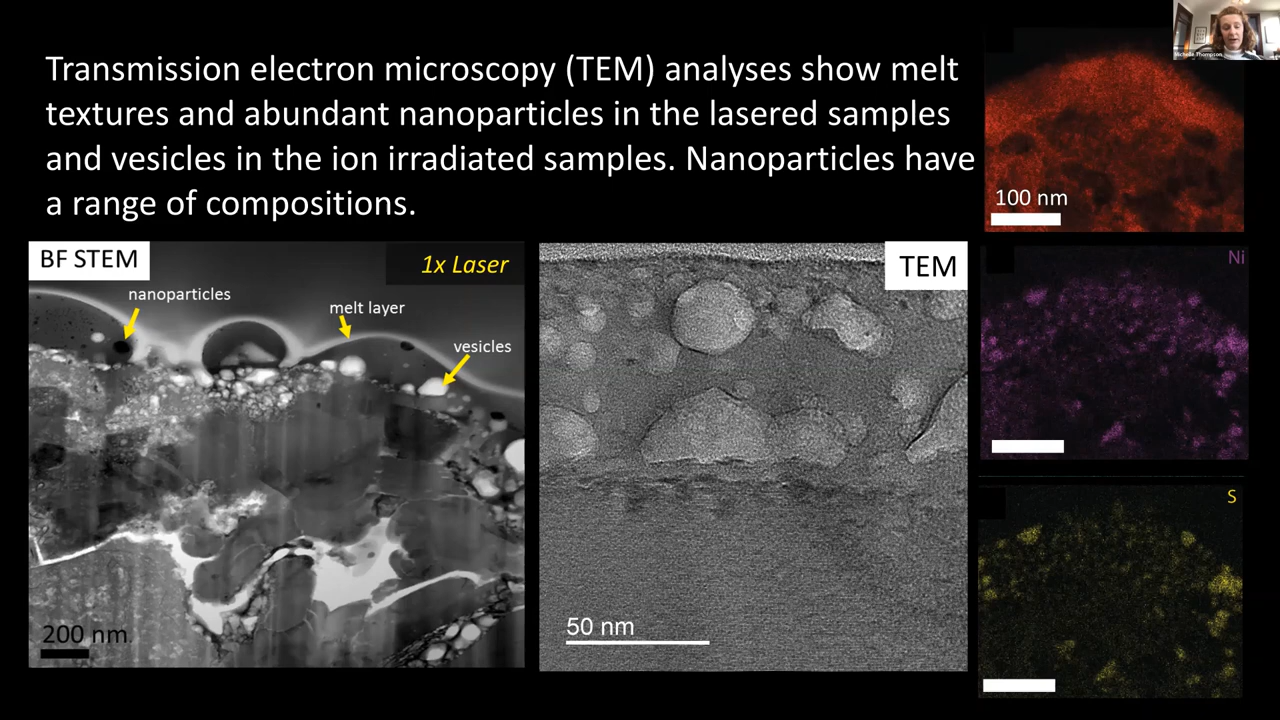 Transmission electron microscopy (TEM) analyses show melt
textures and abundant nanoparticles in the lasered samples
and vesicles in the ion irradiated samples. Nanoparticles have
a range of compositions.
Michelle Thompson
100 nm
BF STEM
1x Laser
nanoparticles
melt layer
vesicles
200 nm
TEM
50 nm
Ni
S